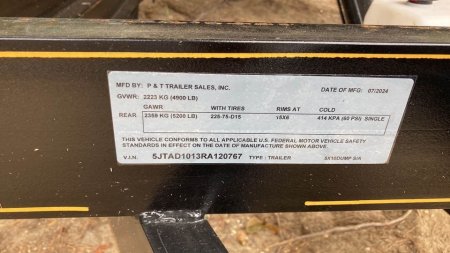 MFD BY: P & T TRAILER SALES, INC. DATE OF MFG: 07/2024
GVWR: 2223 KG (4900 LB)
GAWR WITH TIRES RIMS AT COLD
REAR 2359 KG (5200 LB) 225-75-D15 15X6 414 KPA (60 PSI) SINGLE
THIS VEHICLE CONFORMS TO ALL APPLICABLE U.S. FEDERAL MOTOR VEHICLE SAFETY
STANDARDS IN EFFECT ON THE DATE OF MANUFACTURE SHOWN ABOVE.
V.I.N. 5JTAD1013RA120767 TYPE: TRAILER 5X10DUMP S/A